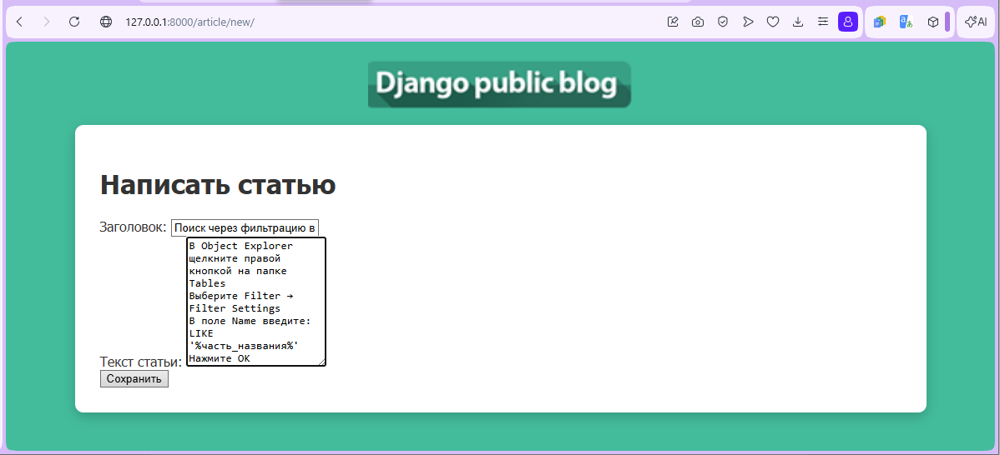 127.0.0.1:8000/article/new/
AI
Django public blog
Написать статью
Заголовок: Поиск через фильтрацию в
В Object Explorer
щелкните правой
кнопкой на папке
Tables
Выберите Filter →
Filter Settings
В поле Name введите:
LIKE
'%часть_названия%'
Нажмите OK
Текст статьи:
Сохранить